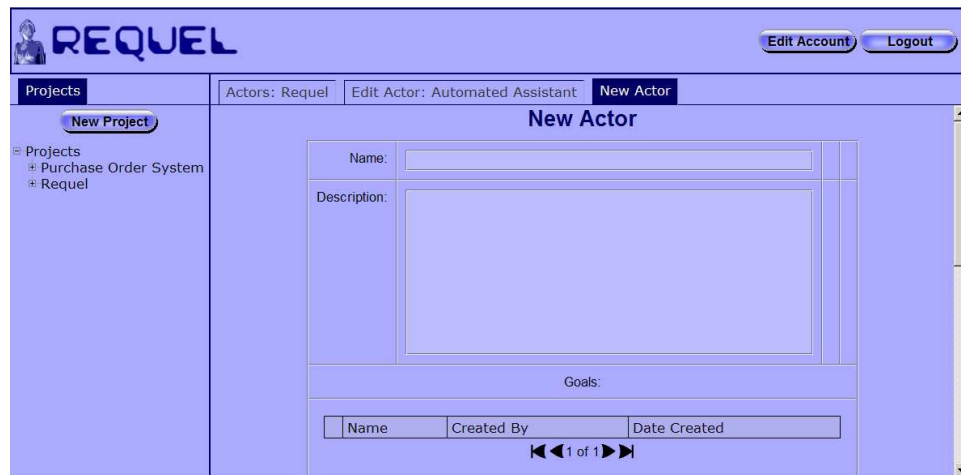 REQUEL
Edit Account Logout
Projects
Actors: Requel Edit Actor: Automated Assistant New Actor
New Project
New Actor
Projects
Purchase Order System
Requel
Name:
Description:
Goals:
Name Created By Date Created
1 of 1